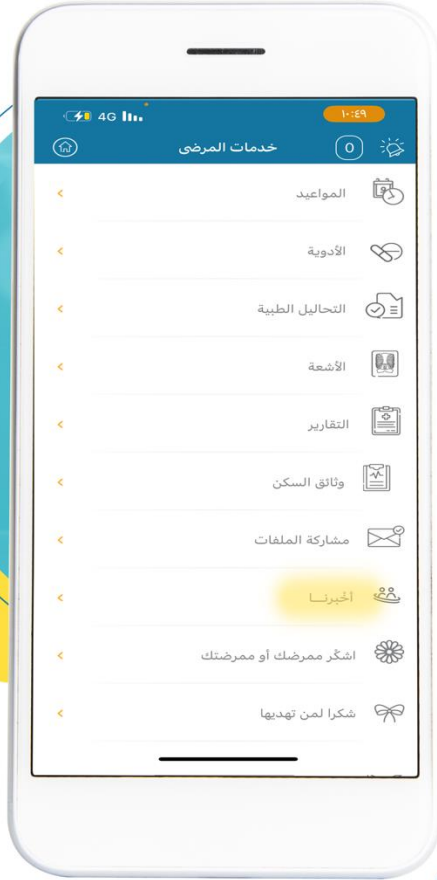 4G ١٠:٤٩
خدمات المرضى 0
المواعيد
الأدوية
التحاليل الطبية
الأشعة
التقارير
وثائق السكن
مشاركة الملفات
أخبرنــا
اشكُر ممرضك أو ممرضتك
شكرا لمن تهديها